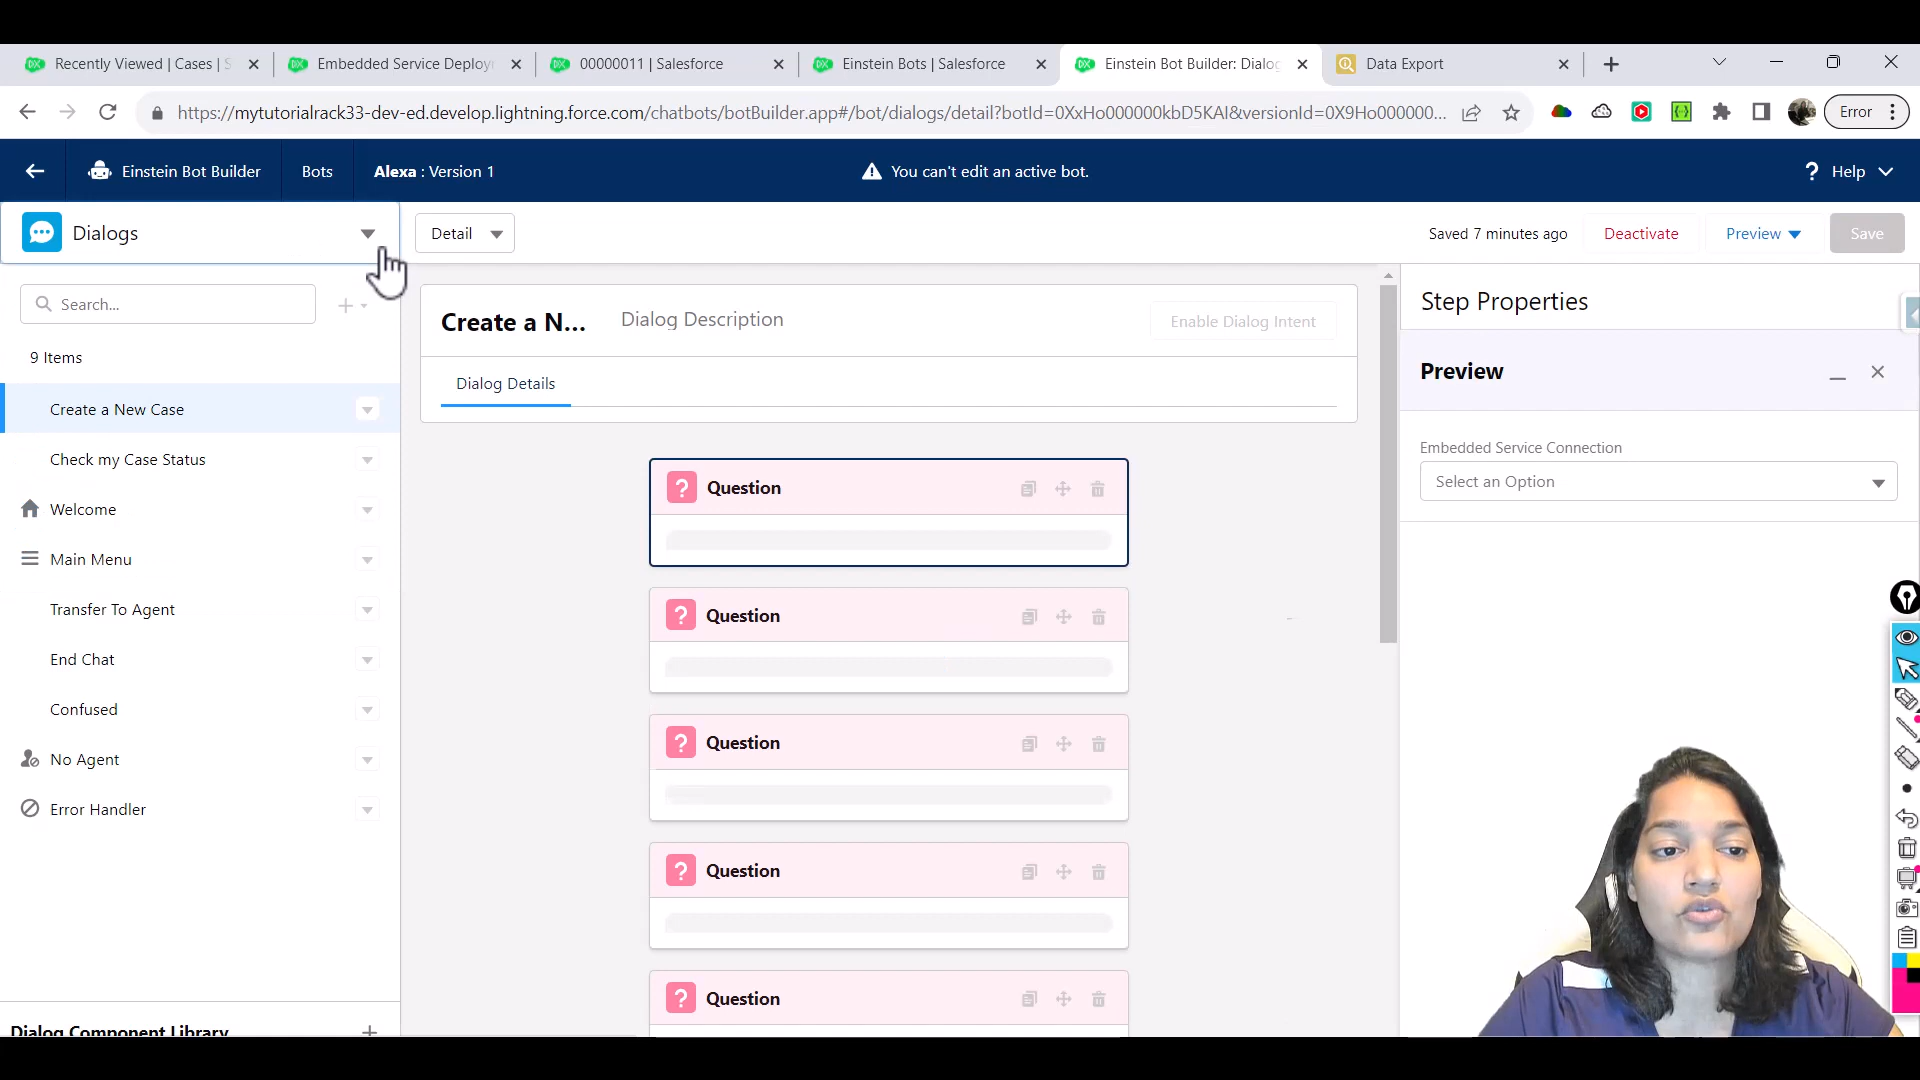 Recently Viewed | Cases | S
Embedded Service Deploym
00000011 | Salesforce
Einstein Bots | Salesforce
Einstein Bot Builder: Dialog
Data Export
https://mytutorialrack33-dev-ed.develop.lightning.force.com/chatbots/botBuilder.app#/bot/dialogs/detail?botId=0XxHo000000kbD5KAI&versionId=0X9Ho000000...
Error
Einstein Bot Builder
Bots
Alexa : Version 1
You can't edit an active bot.
? Help
Dialogs
Detail
Saved 7 minutes ago
Deactivate
Preview
Save
Search...
9 Items
Create a New Case
Check my Case Status
Welcome
Main Menu
Transfer To Agent
End Chat
Confused
No Agent
Error Handler
Dialog Component Library
Create a N...
Dialog Description
Enable Dialog Intent
Dialog Details
? Question
? Question
? Question
? Question
? Question
Step Properties
Preview
Embedded Service Connection
Select an Option